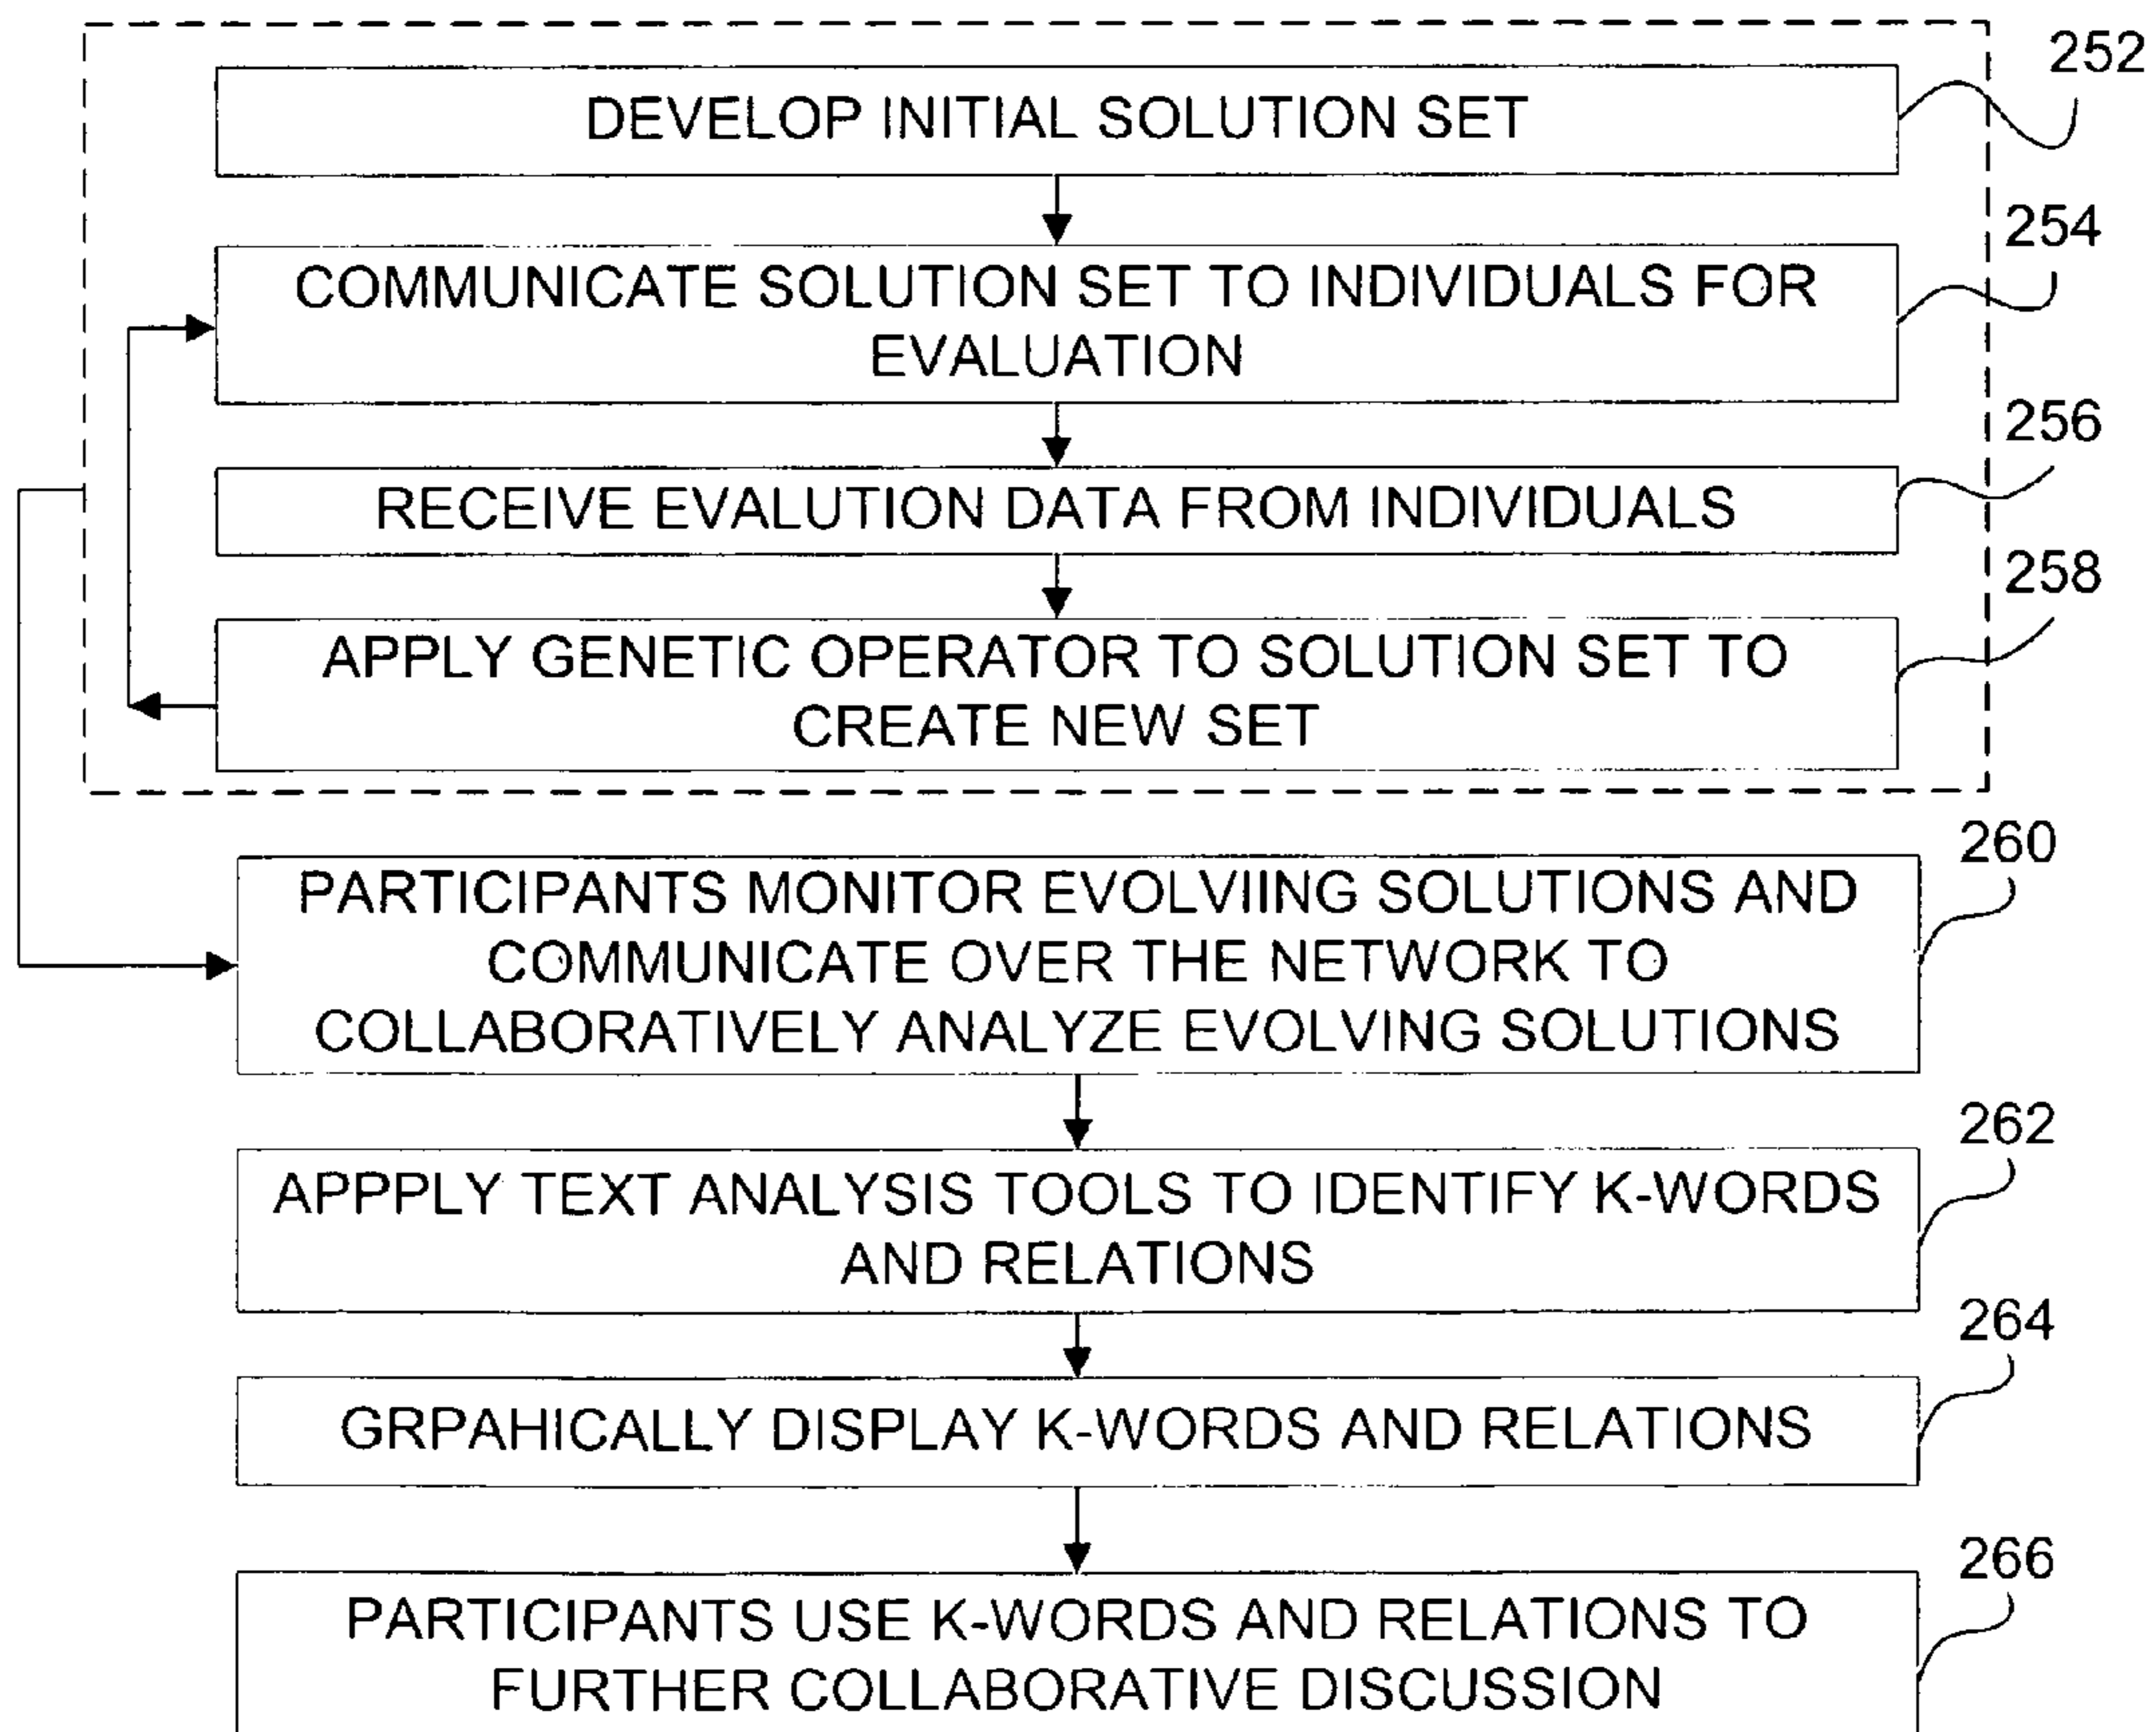 252
DEVELOP INITIAL SOLUTION SET
254
COMMUNICATE SOLUTION SET TO INDIVIDUALS FOR
EVALUATION
256
RECEIVE EVALUTION DATA FROM INDIVIDUALS
258
APPLY GENETIC OPERATOR TO SOLUTION SET TO
CREATE NEW SET
260
PARTICIPANTS MONITOR EVOLVIING SOLUTIONS AND
COMMUNICATE OVER THE NETWORK TO
COLLABORATIVELY ANALYZE EVOLVING SOLUTIONS
262
APPPLY TEXT ANALYSIS TOOLS TO IDENTIFY K-WORDS
AND RELATIONS
264
GRPAHICALLY DISPLAY K-WORDS AND RELATIONS
266
PARTICIPANTS USE K-WORDS AND RELATIONS TO
FURTHER COLLABORATIVE DISCUSSION